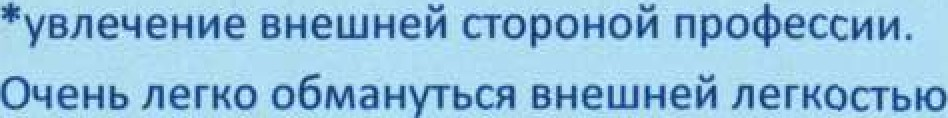 *увлечение внешней стороной профессии.
Очень легко обмануться внешней легкостью